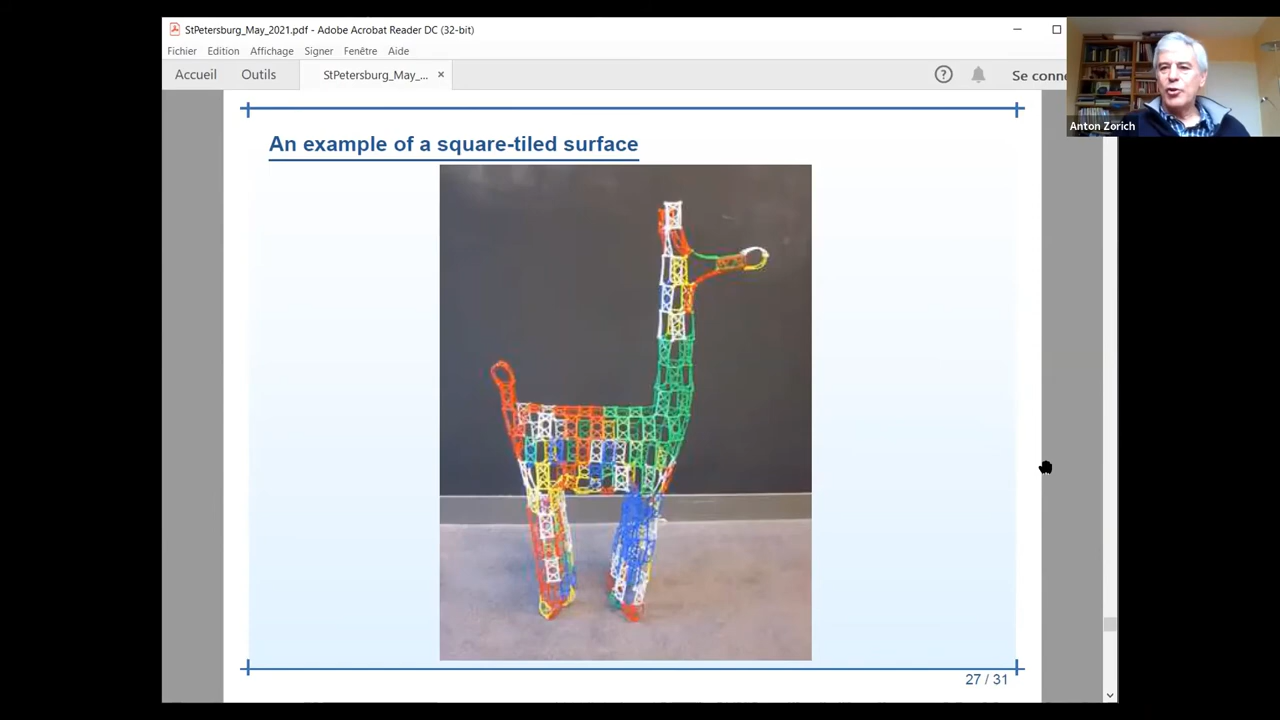 StPetersburg_May_2021.pdf - Adobe Acrobat Reader DC (32-bit)
Fichier Edition Affichage Signer Fenêtre Aide
Accueil Outils StPetersburg_May_... × ? Se conn
Anton Zorich
An example of a square-tiled surface
27 / 31